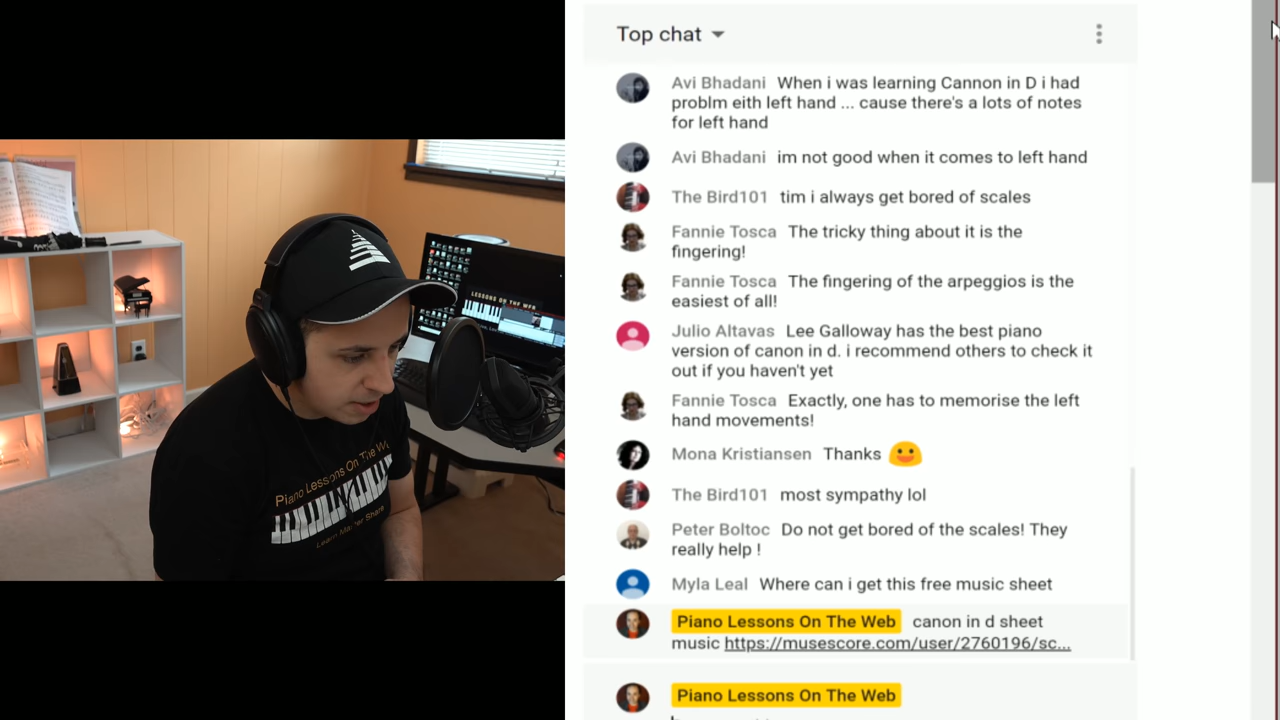 Top chat
Avi Bhadani When i was learning Cannon in D i had
problm eith left hand ... cause there's a lots of notes
for left hand
Avi Bhadani im not good when it comes to left hand
The Bird101 tim i always get bored of scales
Fannie Tosca The tricky thing about it is the
fingering!
Fannie Tosca The fingering of the arpeggios is the
easiest of all!
Julio Altavas Lee Galloway has the best piano
version of canon in d. i recommend others to check it
out if you haven't yet
Fannie Tosca Exactly, one has to memorise the left
hand movements!
Mona Kristiansen Thanks
The Bird101 most sympathy lol
Peter Boltoc Do not get bored of the scales! They
really help !
Myla Leal Where can i get this free music sheet
Piano Lessons On The Web canon in d sheet
music https://musescore.com/user/2760196/sc...
Piano Lessons On The Web
LESSONS ON THE WEB
Piano Lessons On The We
Learn Master Share